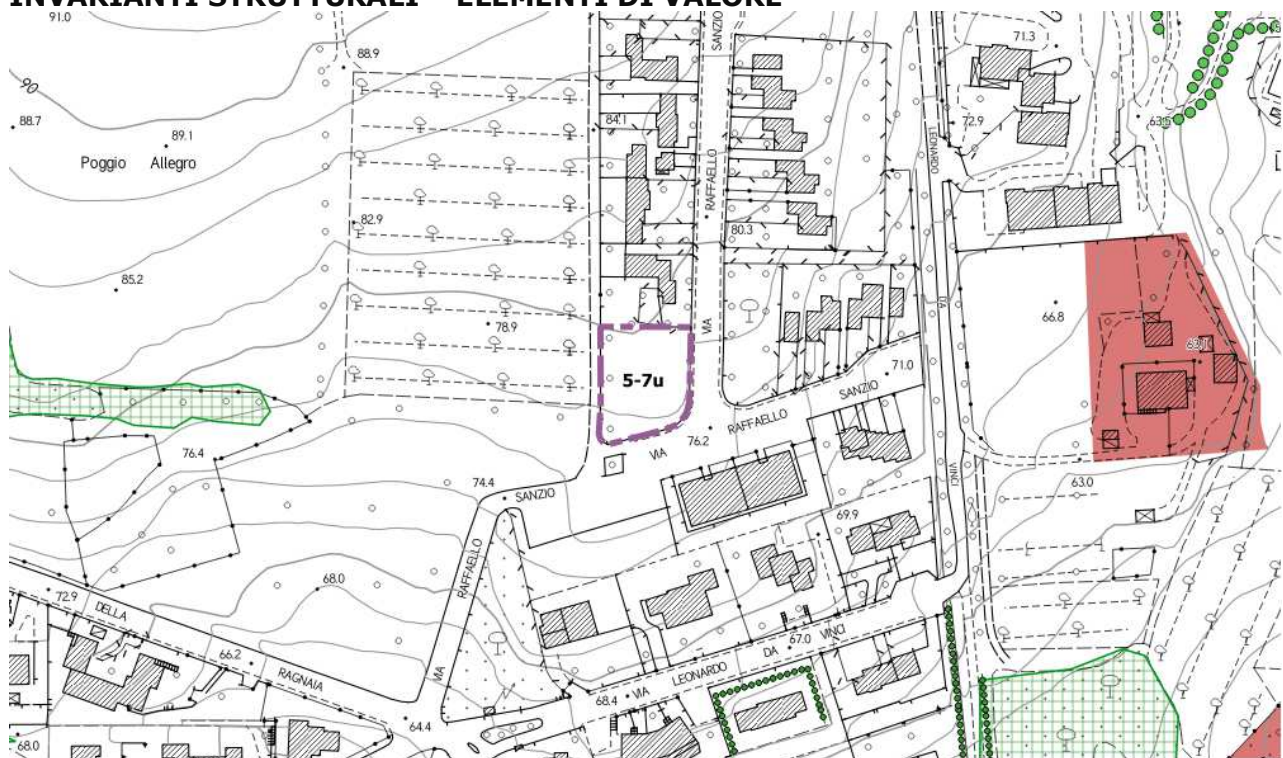 INVARIANTI STRUTTURALI – ELEMENTI DI VALORE
91.0
88.9
90
88.7
89.1
Poggio Allegro
84.1
SANZIO
RAFFAELLO
VIA
LEONARDO
DA
VINCI
71.3
72.9
63.5
82.9
80.3
85.2
78.9
66.8
63.1
5-7u
71.0
VIA RAFFAELLO SANZIO
76.2
76.4
74.4
SANZIO
RAFFAELLO
VIA
63.0
69.9
68.0
72.9
DELLA RAGNAIA
66.2
67.0
VIA LEONARDO DA VINCI
68.4
64.4
68.0